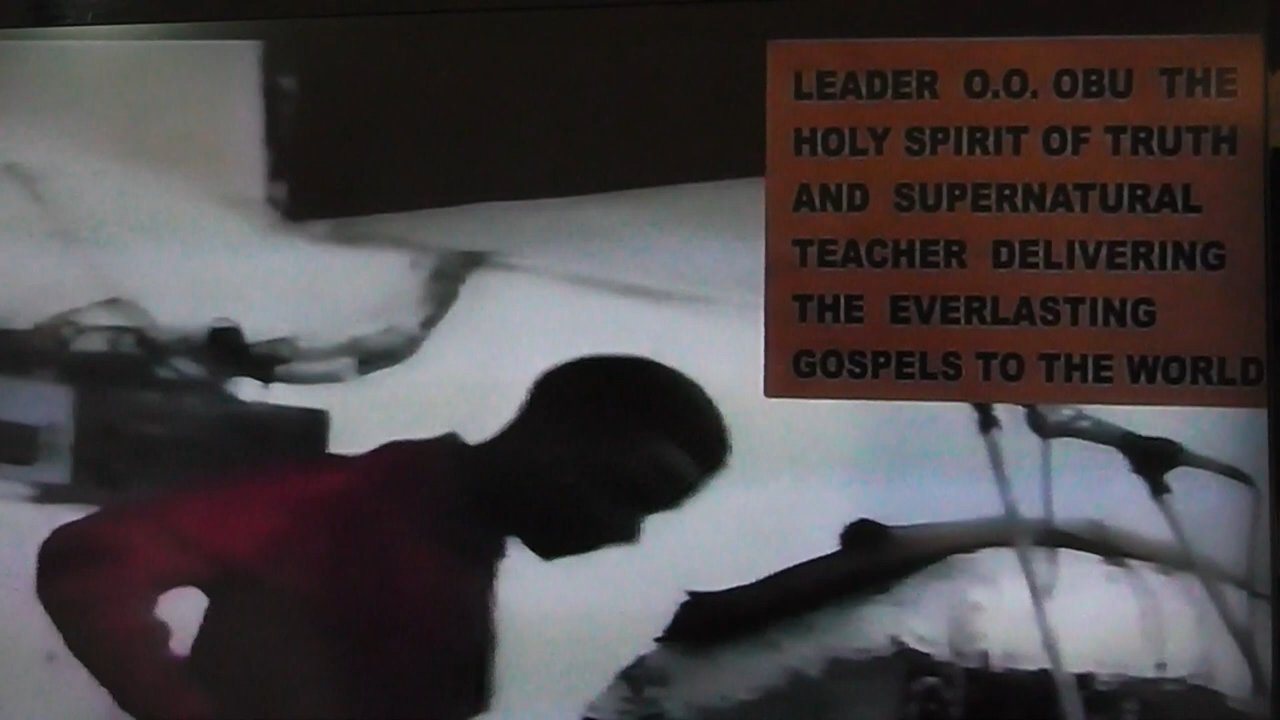 LEADER O.O. OBU THE
HOLY SPIRIT OF TRUTH
AND SUPERNATURAL
TEACHER DELIVERING
THE EVERLASTING
GOSPELS TO THE WORLD